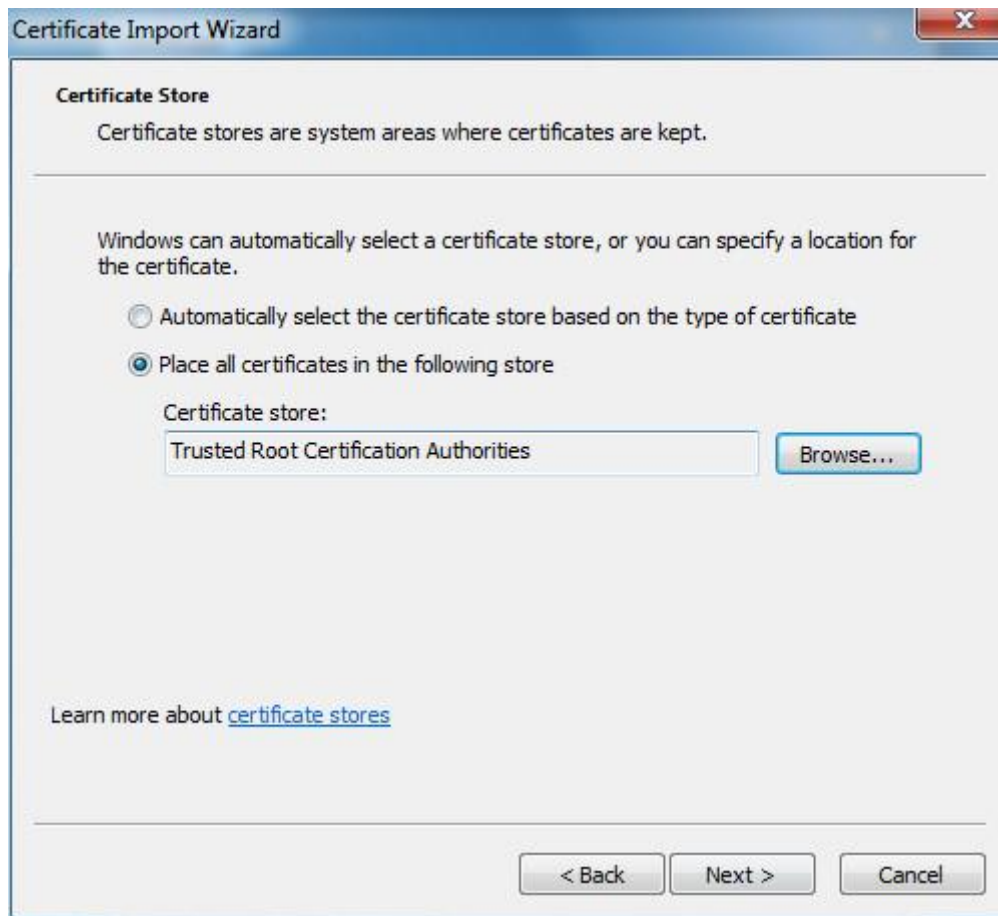 Certificate Import Wizard
Certificate Store
Certificate stores are system areas where certificates are kept.
Windows can automatically select a certificate store, or you can specify a location for
the certificate.
Automatically select the certificate store based on the type of certificate
Place all certificates in the following store
Certificate store:
Trusted Root Certification Authorities
Browse...
Learn more about certificate stores
< Back Next > Cancel